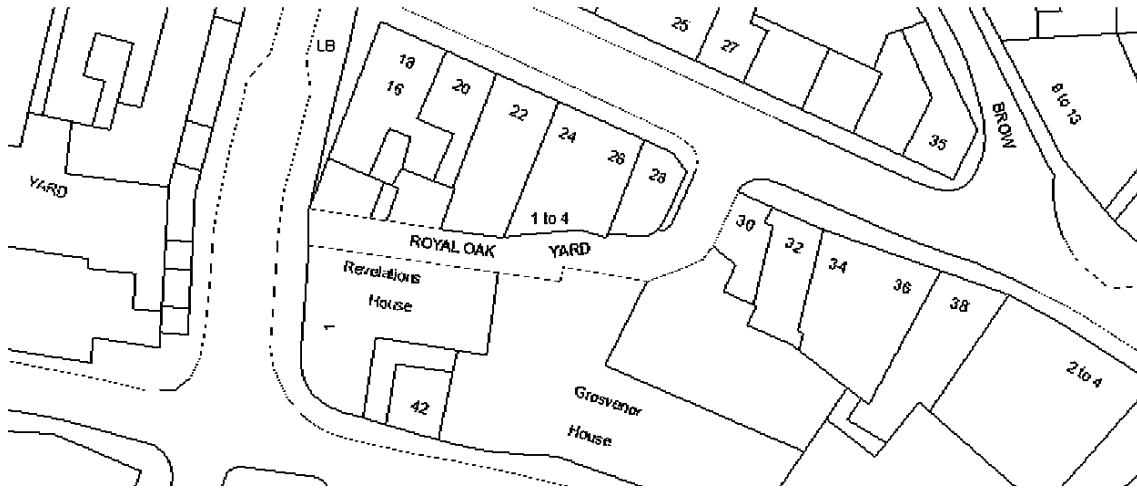 LB
25
27
18
16
20
22
24
26
28
8 to 13
BROW
35
YARD
1 to 4
ROYAL OAK YARD
30
32
34
36
38
Revelations
House
1
2 to 4
42
Grosvenor
House